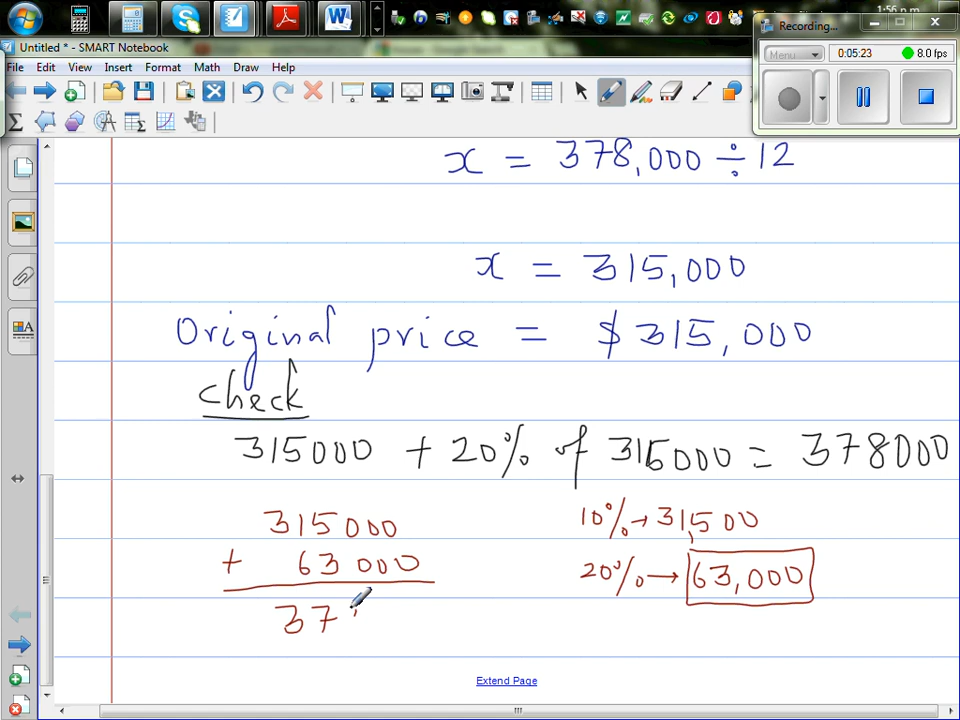 1:56 p.m.
Recording...
Untitled * - SMART Notebook
Menu
0:05:23
8.0 fps
File Edit View Insert Format Math Draw Help
x = 378,000 ÷ 12
x = 315,000
Original price = $315,000
Check
315000 + 20% of 315000 = 378000
315000
+ 63000
37
10% → 31,500
20% → 63,000
Extend Page